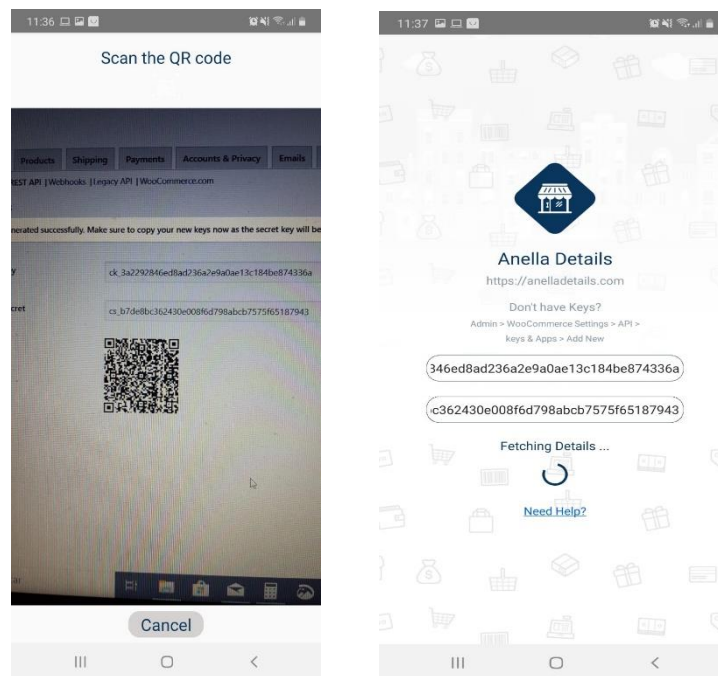 11:36
Scan the QR code
Products Shipping Payments Accounts & Privacy Emails
REST API | Webhooks | Legacy API | WooCommerce.com
nerated successfully. Make sure to copy your new keys now as the secret key will be
y ck_3a2292846ed8ad236a2e9a0ae13c184be874336a
cret cs_b7de8bc362430e008f6d798abcb7575f65187943
Cancel
11:37
Anella Details
https://anelladetails.com
Don't have Keys?
Admin > WooCommerce Settings > API >
keys & Apps > Add New
346ed8ad236a2e9a0ae13c184be874336a
c362430e008f6d798abcb7575f65187943
Fetching Details ...
Need Help?